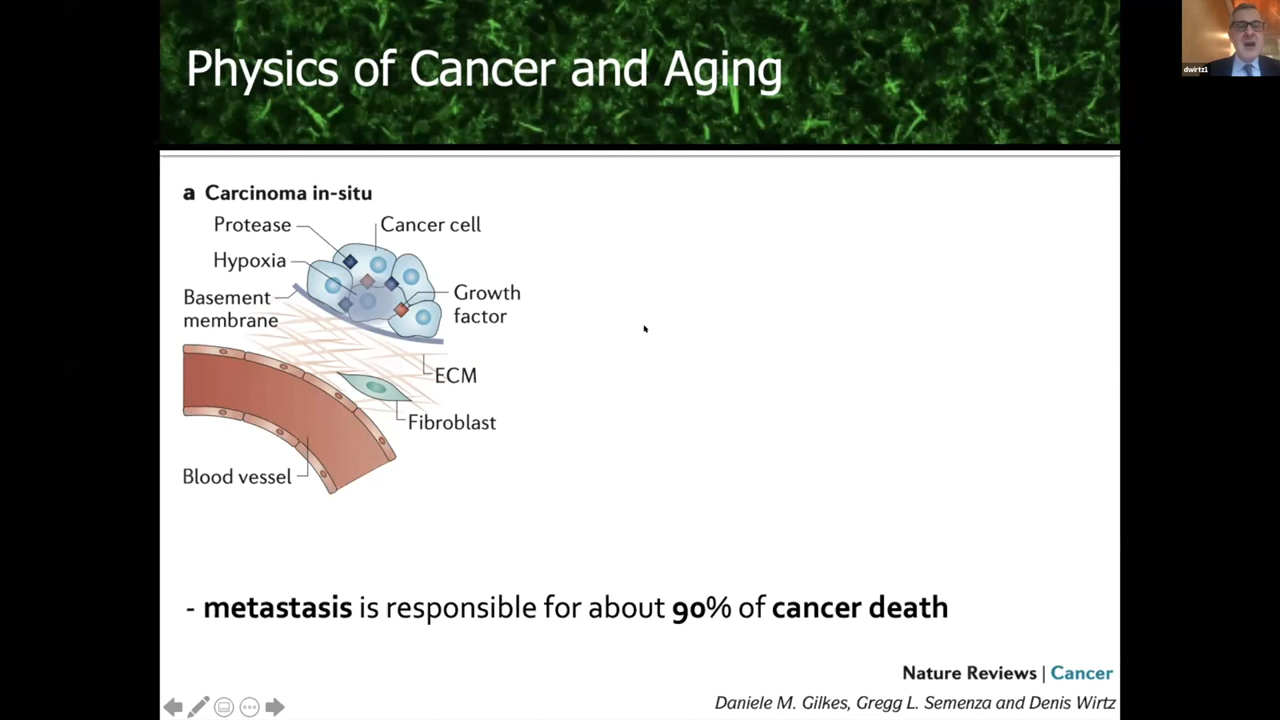 Physics of Cancer and Aging
dwirtz1
a Carcinoma in-situ
Protease
Cancer cell
Hypoxia
Basement
membrane
Growth
factor
ECM
Fibroblast
Blood vessel
- metastasis is responsible for about 90% of cancer death
Nature Reviews | Cancer
Daniele M. Gilkes, Gregg L. Semenza and Denis Wirtz